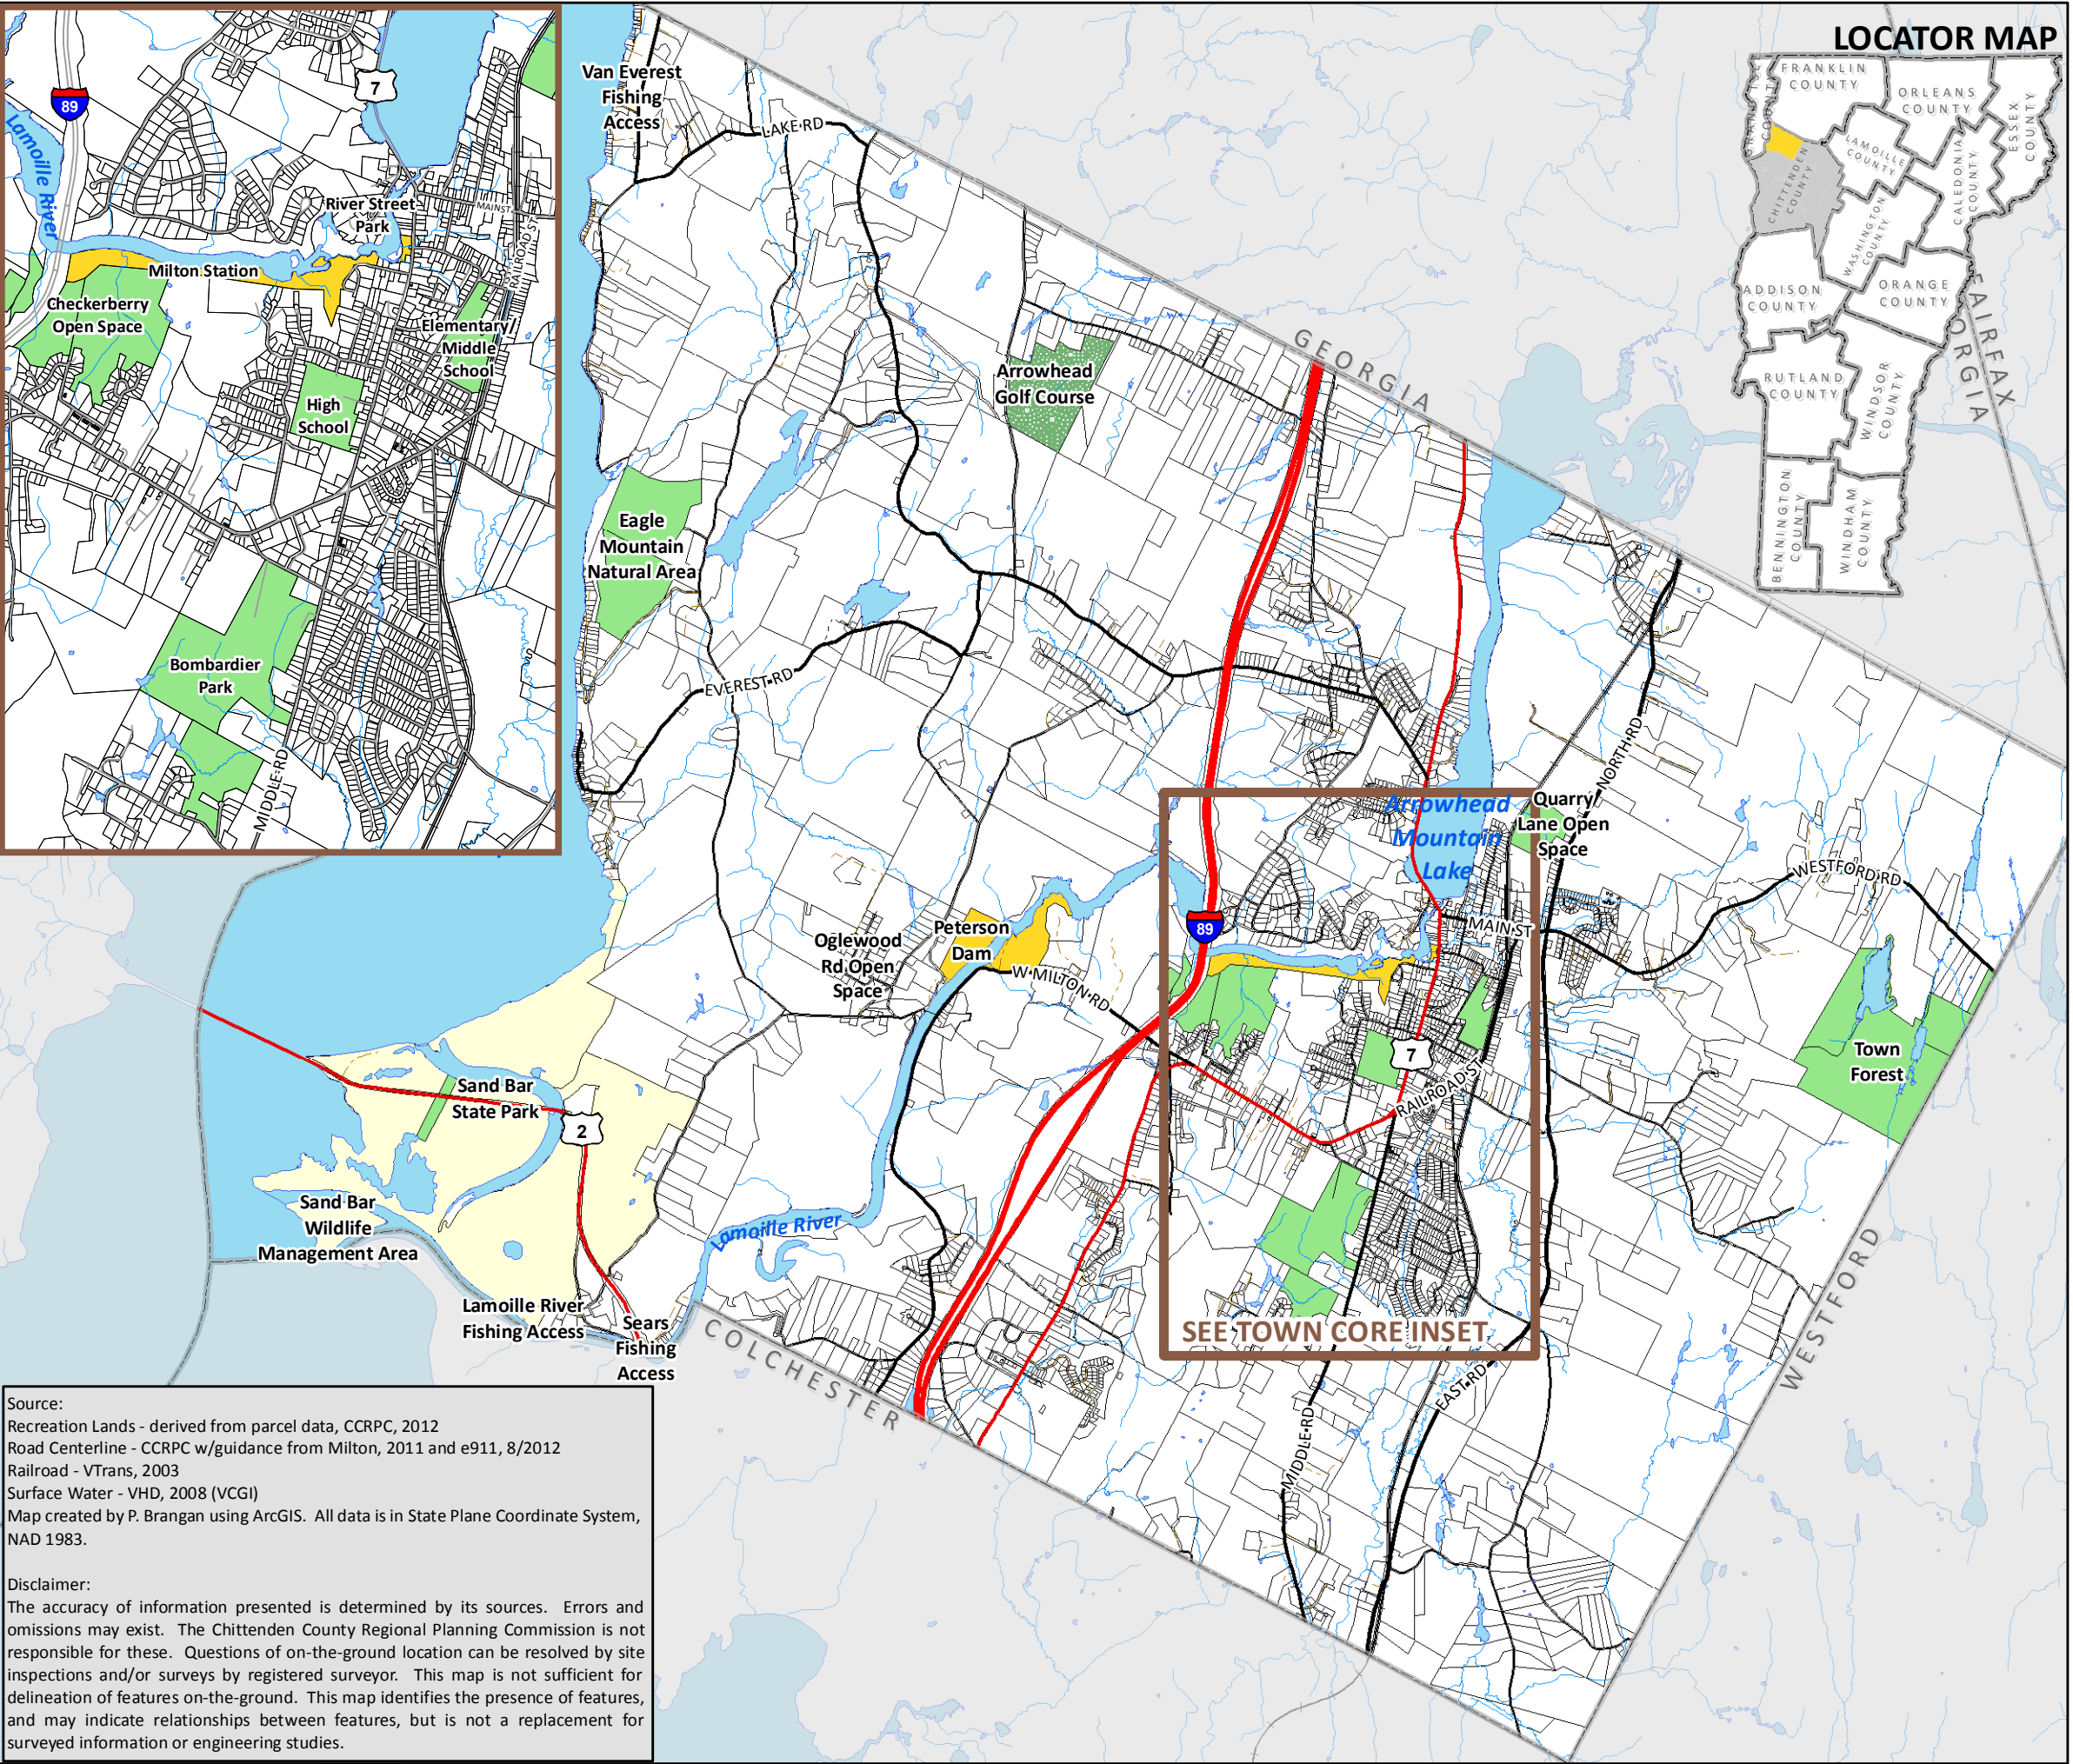 89
7
Lamoille River
River Street
Park
MAIN ST
RAILROAD ST
Milton Station
Checkerberry
Open Space
Elementary/
Middle
School
High
School
Bombardier
Park
MIDDLE RD
LOCATOR MAP
FRANKLIN
COUNTY
ORLEANS
COUNTY
ESSEX
COUNTY
LAMOILLE
COUNTY
CALEDONIA
COUNTY
CHITTENDEN
COUNTY
WASHINGTON
COUNTY
ADDISON
COUNTY
ORANGE
COUNTY
RUTLAND
COUNTY
WINDSOR
COUNTY
BENNINGTON
COUNTY
WINDHAM
COUNTY
FAIRFAX
Van Everest
Fishing
Access
LAKE RD
GEORGIA
Arrowhead
Golf Course
Eagle
Mountain
Natural Area
EVEREST RD
NORTH RD
Arrowhead
Mountain
Lake
Quarry
Lane Open
Space
WESTFORD RD
MAIN ST
89
Oglewood
Rd Open
Space
Peterson
Dam
W MILTON RD
Town
Forest
7
RAILROAD ST
Sand Bar
State Park
2
Sand Bar
Wildlife
Management Area
Lamoille River
Lamoille River
Fishing Access
Sears
Fishing
Access
COLCHESTER
SEE TOWN CORE INSET
WESTFORD
EAST RD
MIDDLE RD
Source:
Recreation Lands - derived from parcel data, CCRPC, 2012
Road Centerline - CCRPC w/guidance from Milton, 2011 and e911, 8/2012
Railroad - VTrans, 2003
Surface Water - VHD, 2008 (VCGI)
Map created by P. Brangan using ArcGIS.  All data is in State Plane Coordinate System,
NAD 1983.
Disclaimer:
The accuracy of information presented is determined by its sources.  Errors and
omissions may exist.  The Chittenden County Regional Planning Commission is not
responsible for these.  Questions of on-the-ground location can be resolved by site
inspections and/or surveys by registered surveyor.  This map is not sufficient for
delineation of features on-the-ground.  This map identifies the presence of features,
and may indicate relationships between features, but is not a replacement for
surveyed information or engineering studies.